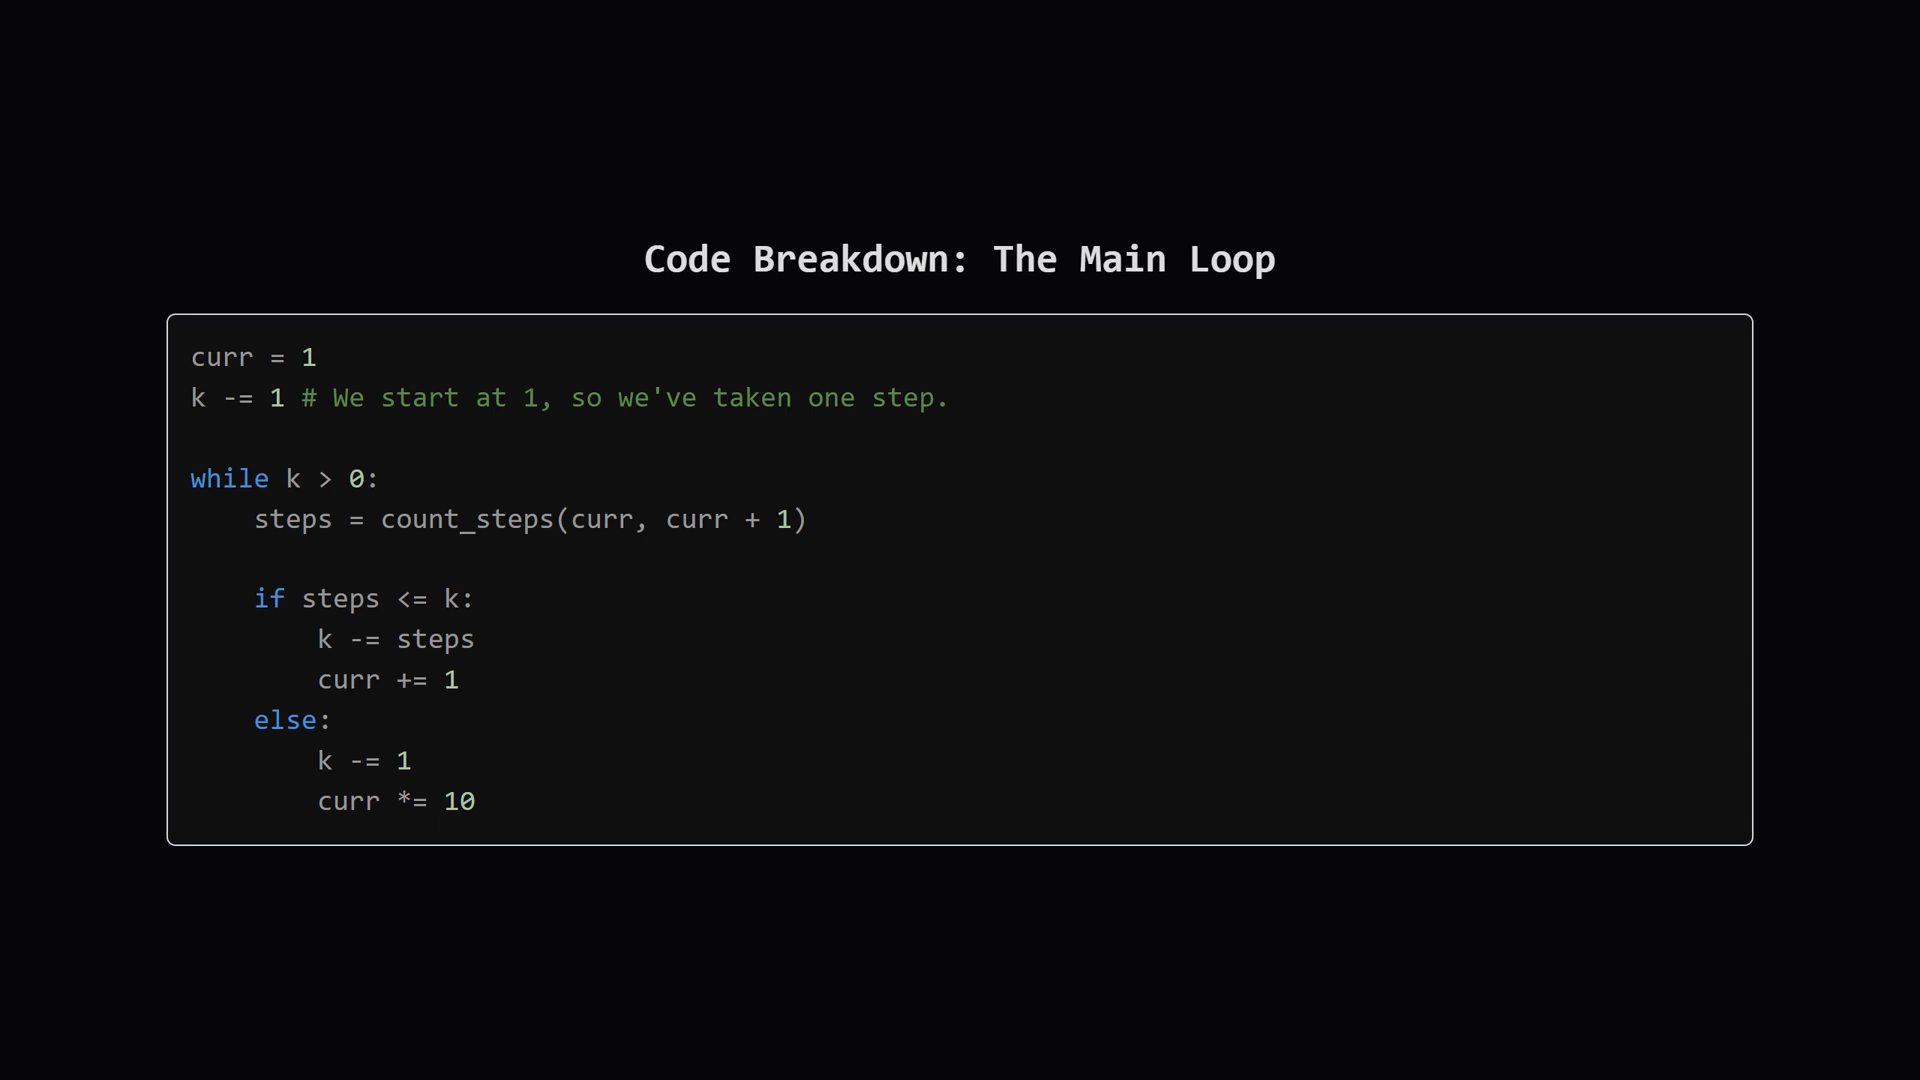 Code Breakdown: The Main Loop
curr = 1
k -= 1 # We start at 1, so we've taken one step.
while k > 0:
    steps = count_steps(curr, curr + 1)
    if steps <= k:
        k -= steps
        curr += 1
    else:
        k -= 1
        curr *= 10